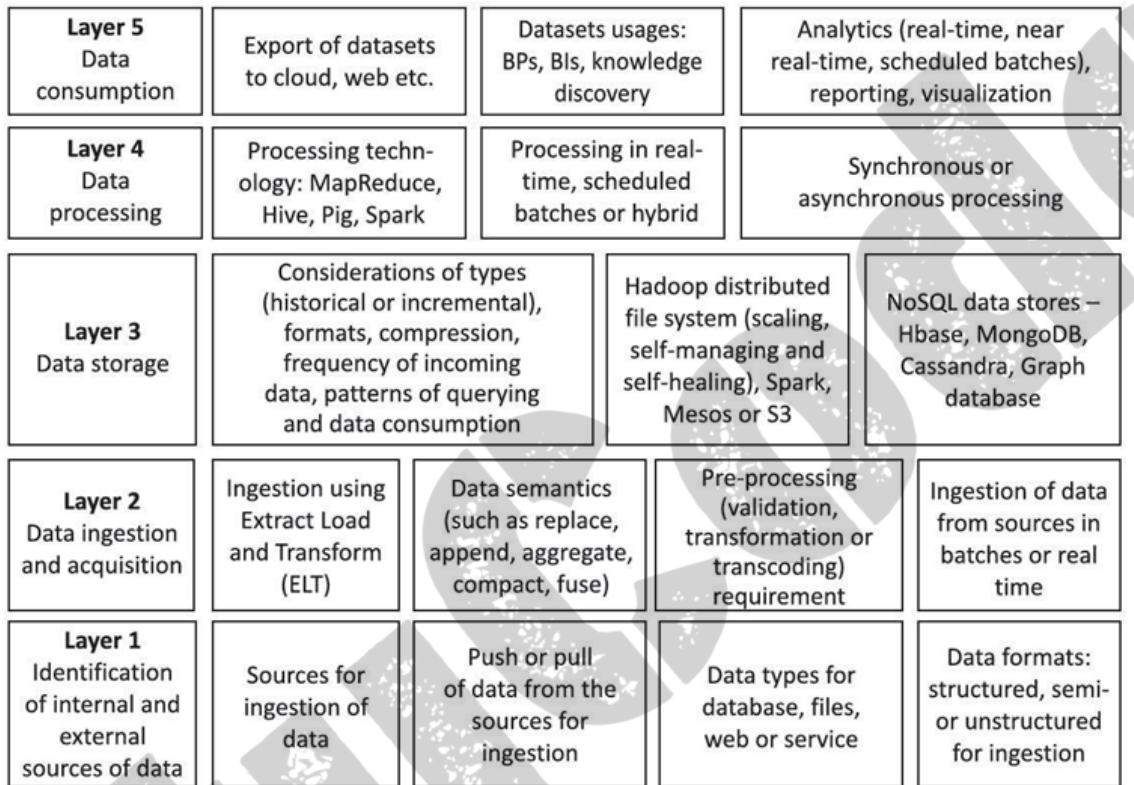 Layer 5
Data
consumption
Export of datasets
to cloud, web etc.
Datasets usages:
BPs, BIs, knowledge
discovery
Analytics (real-time, near
real-time, scheduled batches),
reporting, visualization
Layer 4
Data
processing
Processing techn-
ology: MapReduce,
Hive, Pig, Spark
Processing in real-
time, scheduled
batches or hybrid
Synchronous or
asynchronous processing
Layer 3
Data storage
Considerations of types
(historical or incremental),
formats, compression,
frequency of incoming
data, patterns of querying
and data consumption
Hadoop distributed
file system (scaling,
self-managing and
self-healing), Spark,
Mesos or S3
NoSQL data stores –
Hbase, MongoDB,
Cassandra, Graph
database
Layer 2
Data ingestion
and acquisition
Ingestion using
Extract Load
and Transform
(ELT)
Data semantics
(such as replace,
append, aggregate,
compact, fuse)
Pre-processing
(validation,
transformation or
transcoding)
requirement
Ingestion of data
from sources in
batches or real
time
Layer 1
Identification
of internal and
external
sources of data
Sources for
ingestion of
data
Push or pull
of data from the
sources for
ingestion
Data types for
database, files,
web or service
Data formats:
structured, semi-
or unstructured
for ingestion